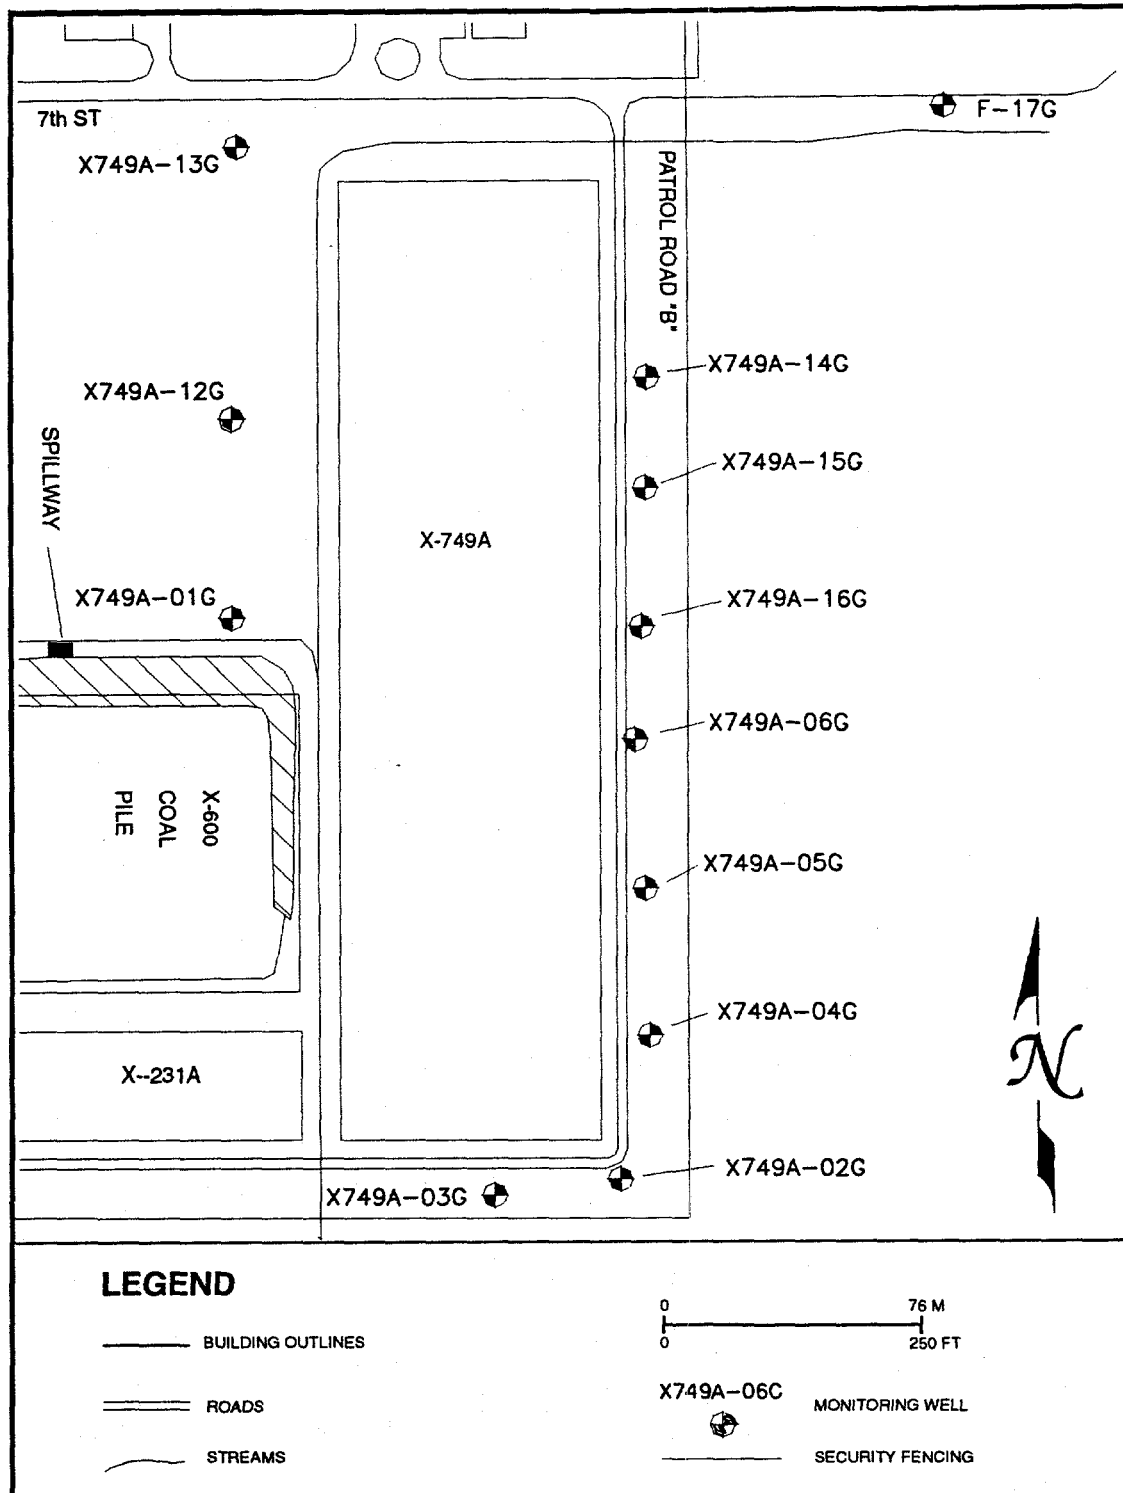 7th ST
F-17G
X749A-13G
PATROL ROAD "B"
X749A-14G
X749A-12G
SPILLWAY
X749A-15G
X-749A
X749A-01G
X749A-16G
X749A-06G
X-600
COAL
PILE
X749A-05G
X749A-04G
N
X--231A
X749A-02G
X749A-03G
LEGEND
0 76 M
0 250 FT
BUILDING OUTLINES
X749A-06C
MONITORING WELL
ROADS
STREAMS
SECURITY FENCING